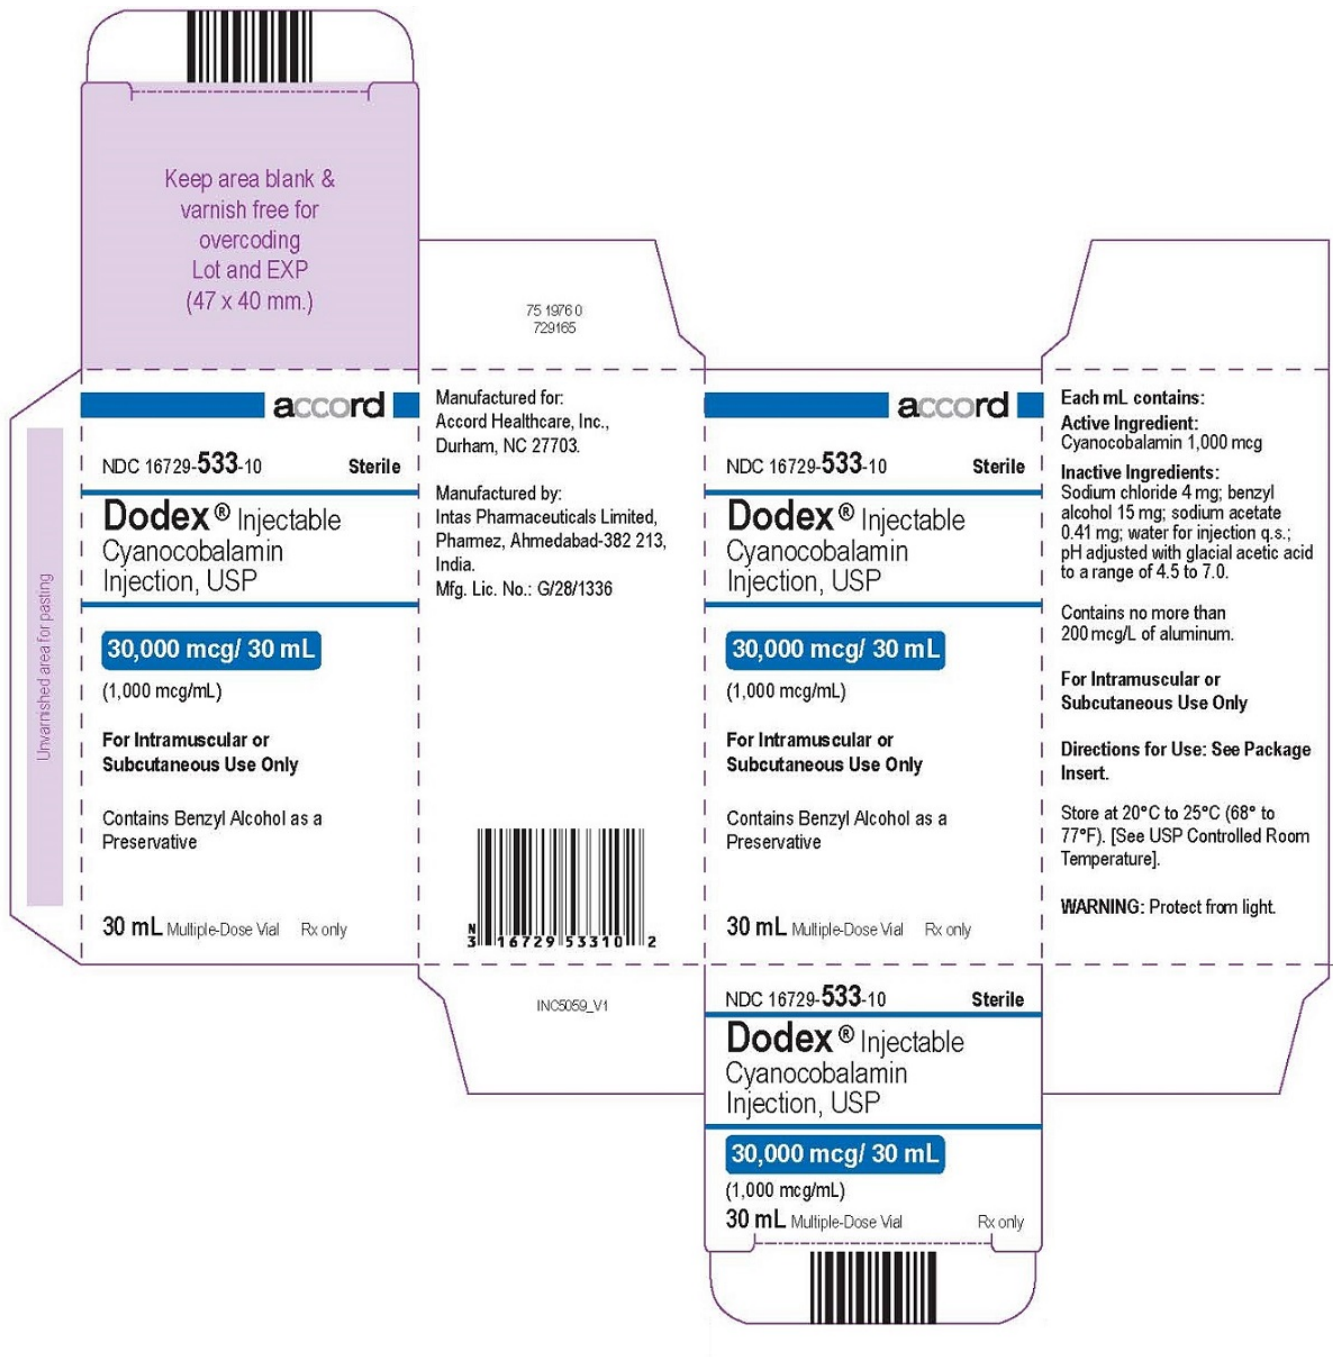 Keep area blank &
varnish free for
overcoding
Lot and EXP
(47 x 40 mm.)
75 1976 0
729165
Unvarnished area for pasting
accord
NDC 16729-533-10 Sterile
Dodex® Injectable
Cyanocobalamin
Injection, USP
30,000 mcg/ 30 mL
(1,000 mcg/mL)
For Intramuscular or
Subcutaneous Use Only
Contains Benzyl Alcohol as a
Preservative
30 mL Multiple-Dose Vial Rx only
Manufactured for:
Accord Healthcare, Inc.,
Durham, NC 27703.
Manufactured by:
Intas Pharmaceuticals Limited,
Pharmez, Ahmedabad-382 213,
India.
Mfg. Lic. No.: G/28/1336
N
3 16729 53310 2
INC5059_V1
accord
NDC 16729-533-10 Sterile
Dodex® Injectable
Cyanocobalamin
Injection, USP
30,000 mcg/ 30 mL
(1,000 mcg/mL)
For Intramuscular or
Subcutaneous Use Only
Contains Benzyl Alcohol as a
Preservative
30 mL Multiple-Dose Vial Rx only
Each mL contains:
Active Ingredient:
Cyanocobalamin 1,000 mcg
Inactive Ingredients:
Sodium chloride 4 mg; benzyl
alcohol 15 mg; sodium acetate
0.41 mg; water for injection q.s.;
pH adjusted with glacial acetic acid
to a range of 4.5 to 7.0.
Contains no more than
200 mcg/L of aluminum.
For Intramuscular or
Subcutaneous Use Only
Directions for Use: See Package
Insert.
Store at 20°C to 25°C (68° to
77°F). [See USP Controlled Room
Temperature].
WARNING: Protect from light.
NDC 16729-533-10 Sterile
Dodex® Injectable
Cyanocobalamin
Injection, USP
30,000 mcg/ 30 mL
(1,000 mcg/mL)
30 mL Multiple-Dose Vial Rx only